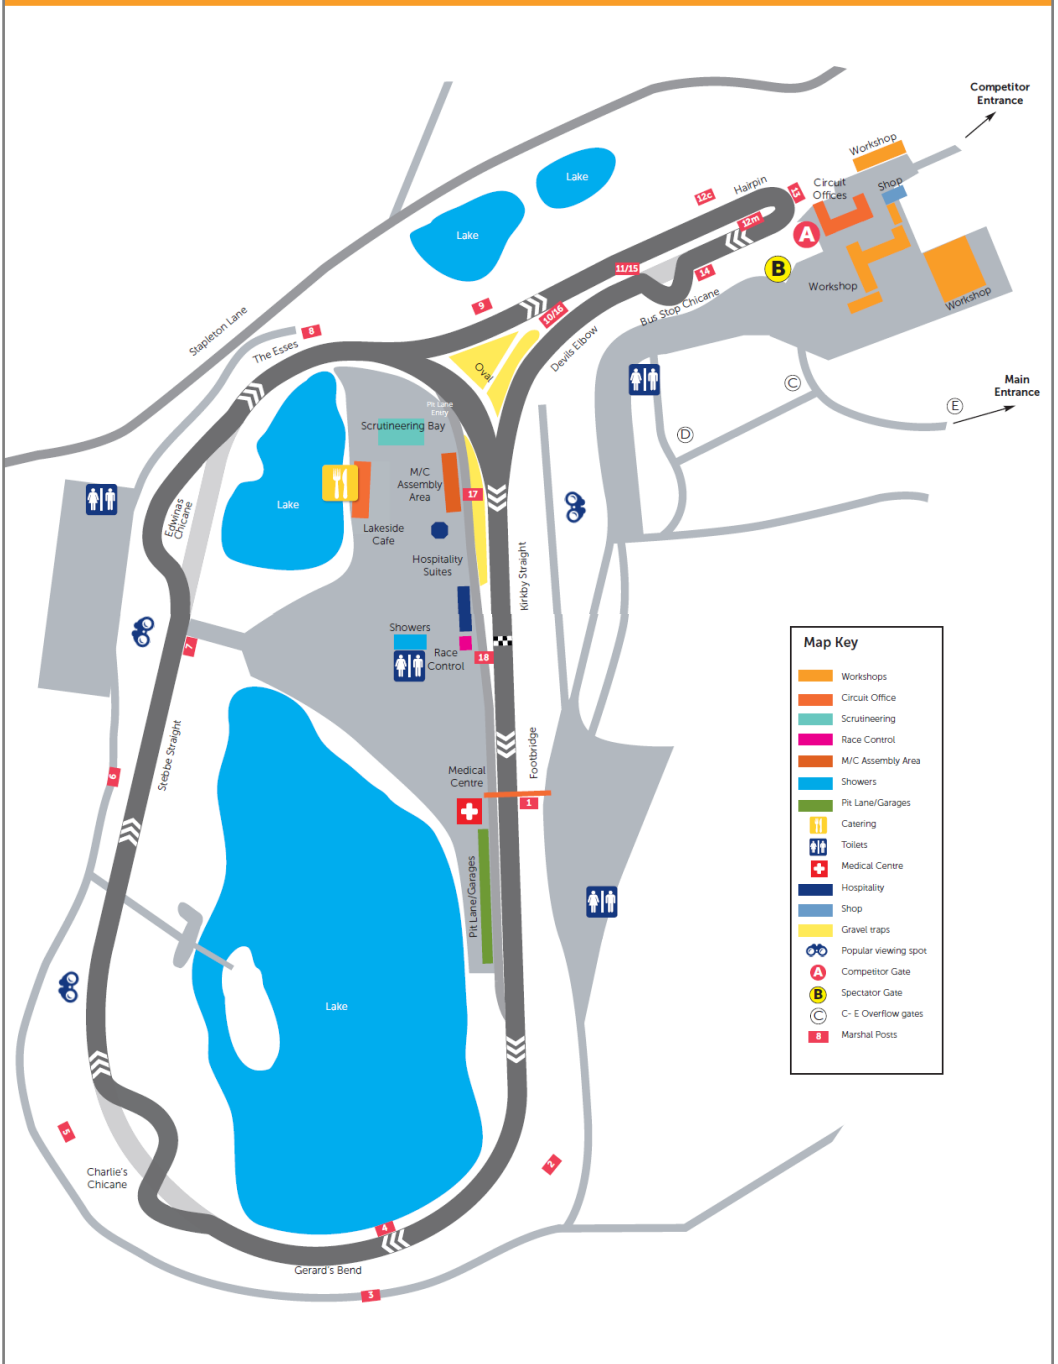 Competitor
Entrance
Workshop
Lake
Hairpin
12c
13
Circuit
Offices
Shop
12m
A
Lake
11/15
14
B
Workshop
Workshop
Bus Stop Chicane
9
10/16
Stapleton Lane
8
The Esses
Devils Elbow
Oval
Main
Entrance
C
E
D
Pit Lane
Entry
Scrutineering Bay
M/C
Assembly
Area
17
Lake
Edwinas
Chicane
Lakeside
Cafe
Hospitality
Suites
Kirkby Straight
Showers
Race
Control
18
7
Stebbe Straight
Footbridge
6
Medical
Centre
1
Pit Lane/Garages
Lake
5
2
Charlie's
Chicane
4
Gerard's Bend
3
Map Key
Workshops
Circuit Office
Scrutineering
Race Control
M/C Assembly Area
Showers
Pit Lane/Garages
Catering
Toilets
Medical Centre
Hospitality
Shop
Gravel traps
Popular viewing spot
A Competitor Gate
B Spectator Gate
C C- E Overflow gates
8 Marshal Posts